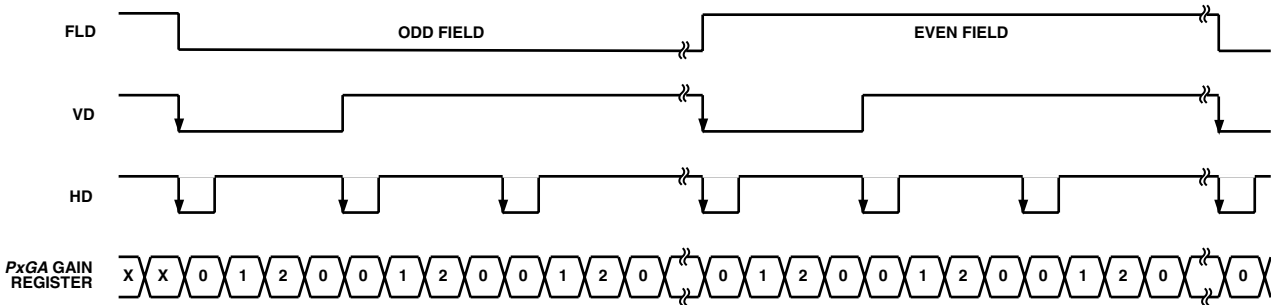 FLD
ODD FIELD
EVEN FIELD
VD
HD
PxGA GAIN
REGISTER
X X 0 1 2 0 0 1 2 0 0 1 2 0 0 1 2 0 0 1 2 0 0 1 2 0 0